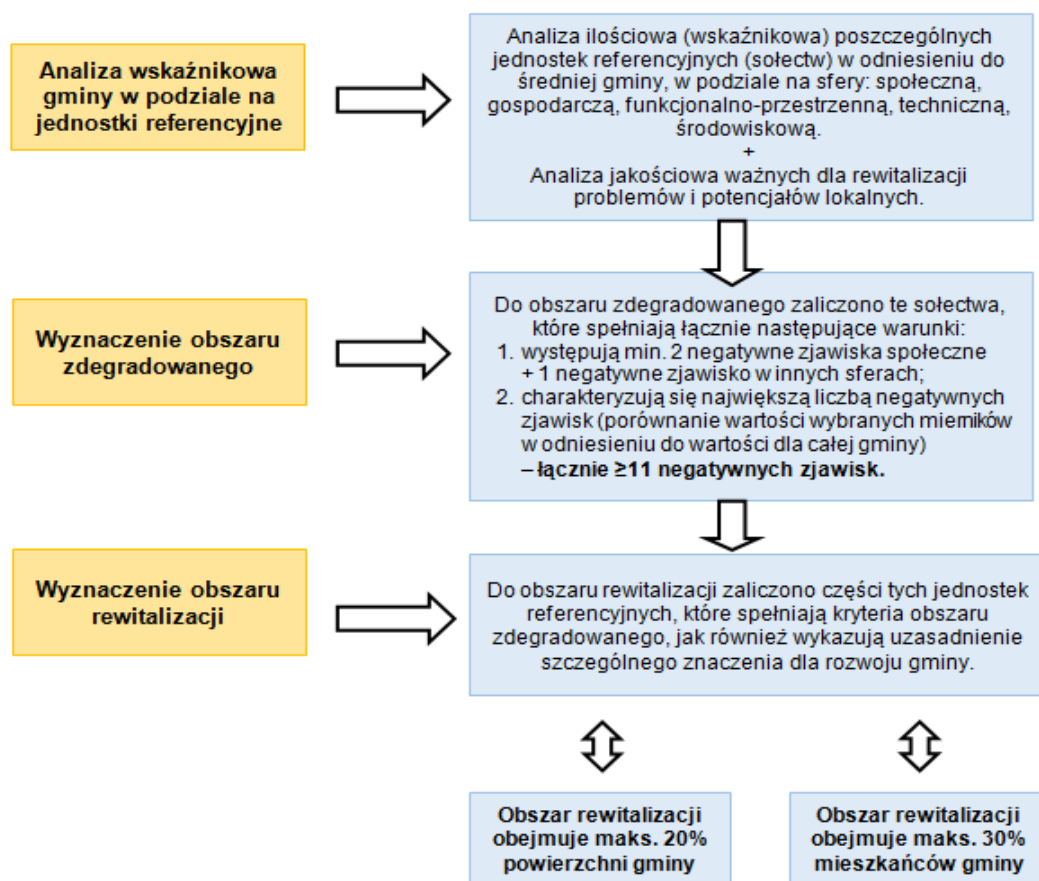 Analiza wskaźnikowa
gminy w podziale na
jednostki referencyjne
Analiza ilościowa (wskaźnikowa) poszczególnych
jednostek referencyjnych (sołectw) w odniesieniu do
średniej gminy, w podziale na sfery: społeczną,
gospodarczą, funkcjonalno-przestrzenną, techniczną,
środowiskową.
+
Analiza jakościowa ważnych dla rewitalizacji
problemów i potencjałów lokalnych.
Wyznaczenie obszaru
zdegradowanego
Do obszaru zdegradowanego zaliczono te sołectwa,
które spełniają łącznie następujące warunki:
1. występują min. 2 negatywne zjawiska społeczne
+ 1 negatywne zjawisko w innych sferach;
2. charakteryzują się największą liczbą negatywnych
zjawisk (porównanie wartości wybranych mierników
w odniesieniu do wartości dla całej gminy)
– łącznie ≥11 negatywnych zjawisk.
Wyznaczenie obszaru
rewitalizacji
Do obszaru rewitalizacji zaliczono części tych jednostek
referencyjnych, które spełniają kryteria obszaru
zdegradowanego, jak również wykazują uzasadnienie
szczególnego znaczenia dla rozwoju gminy.
Obszar rewitalizacji
obejmuje maks. 20%
powierzchni gminy
Obszar rewitalizacji
obejmuje maks. 30%
mieszkańców gminy